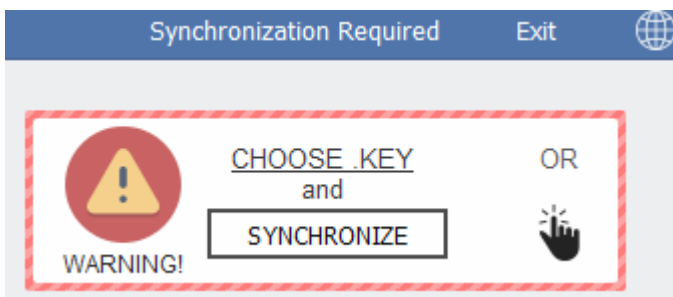 Synchronization Required Exit
CHOOSE .KEY OR
and
SYNCHRONIZE
WARNING!